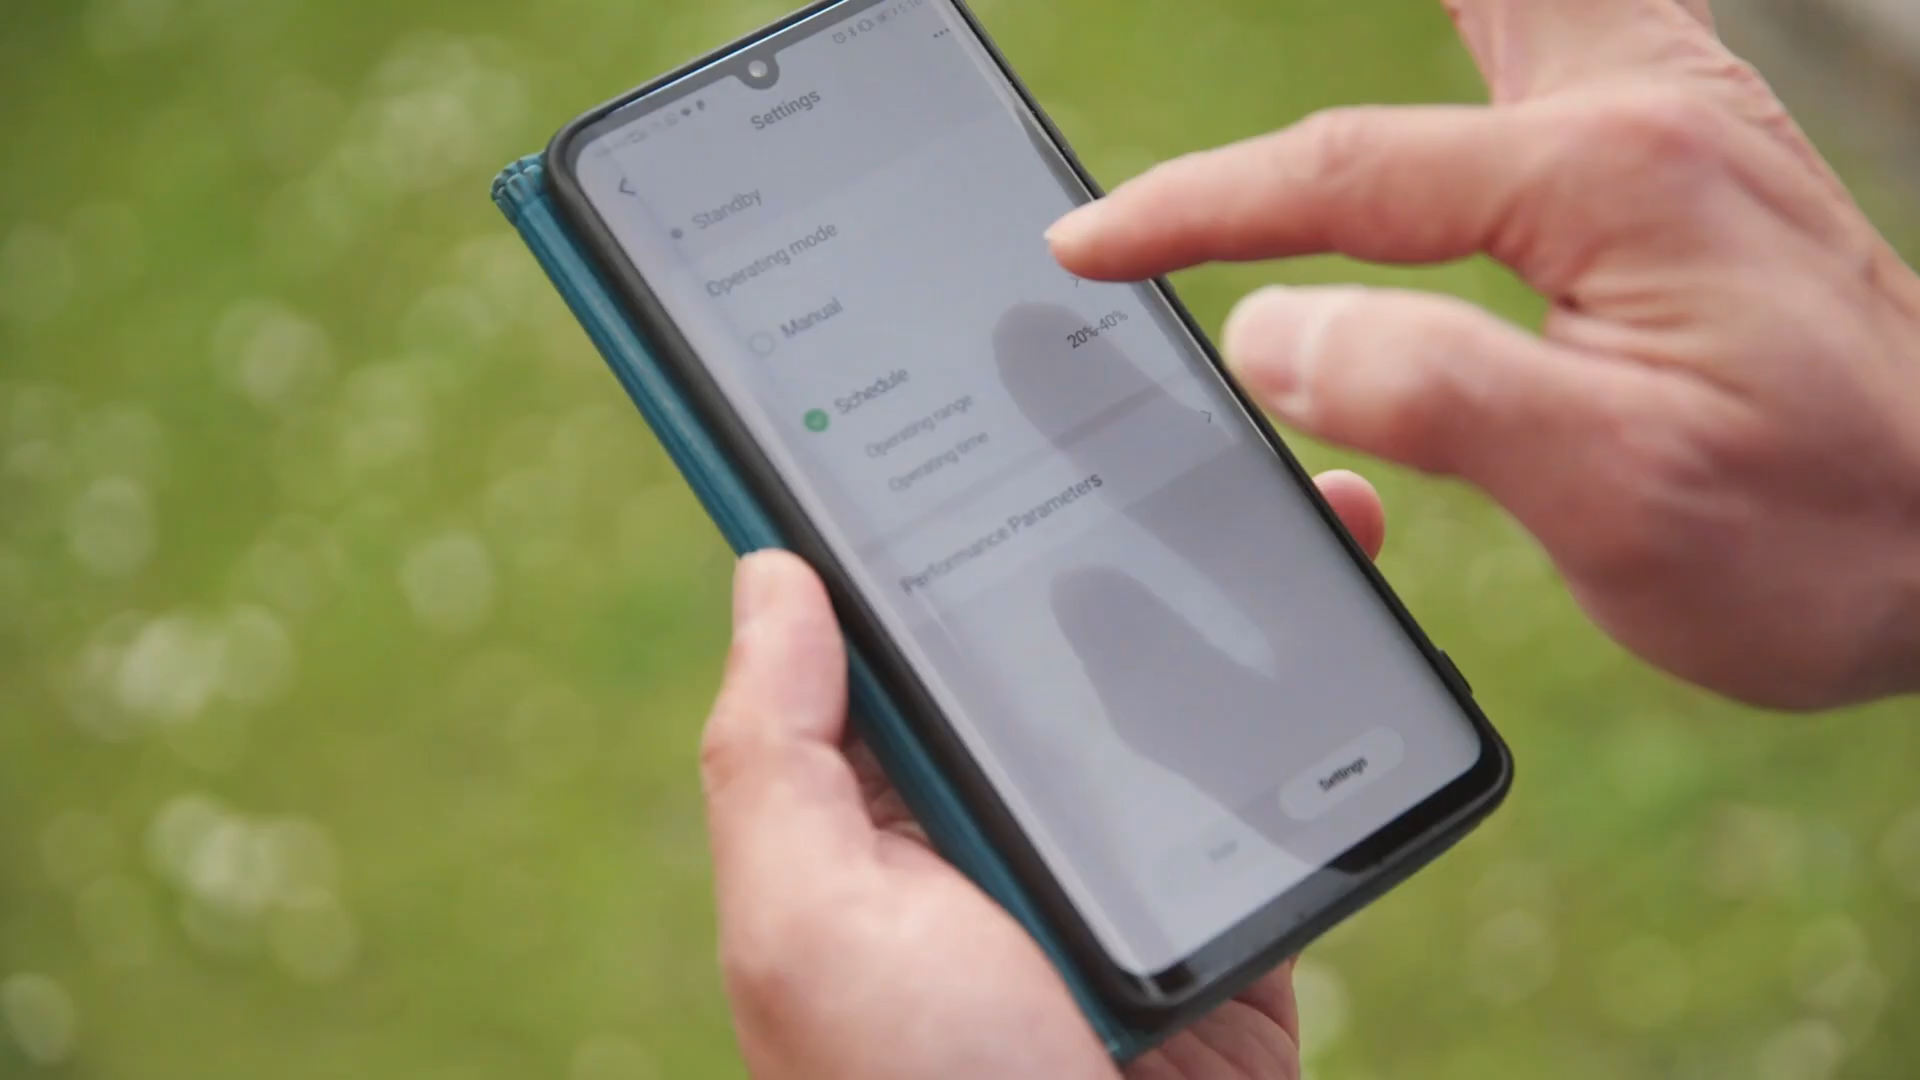 Settings
Standby
Operating mode
Manual
Schedule
Operating range 20%-40%
Operating time
Performance Parameters
Settings